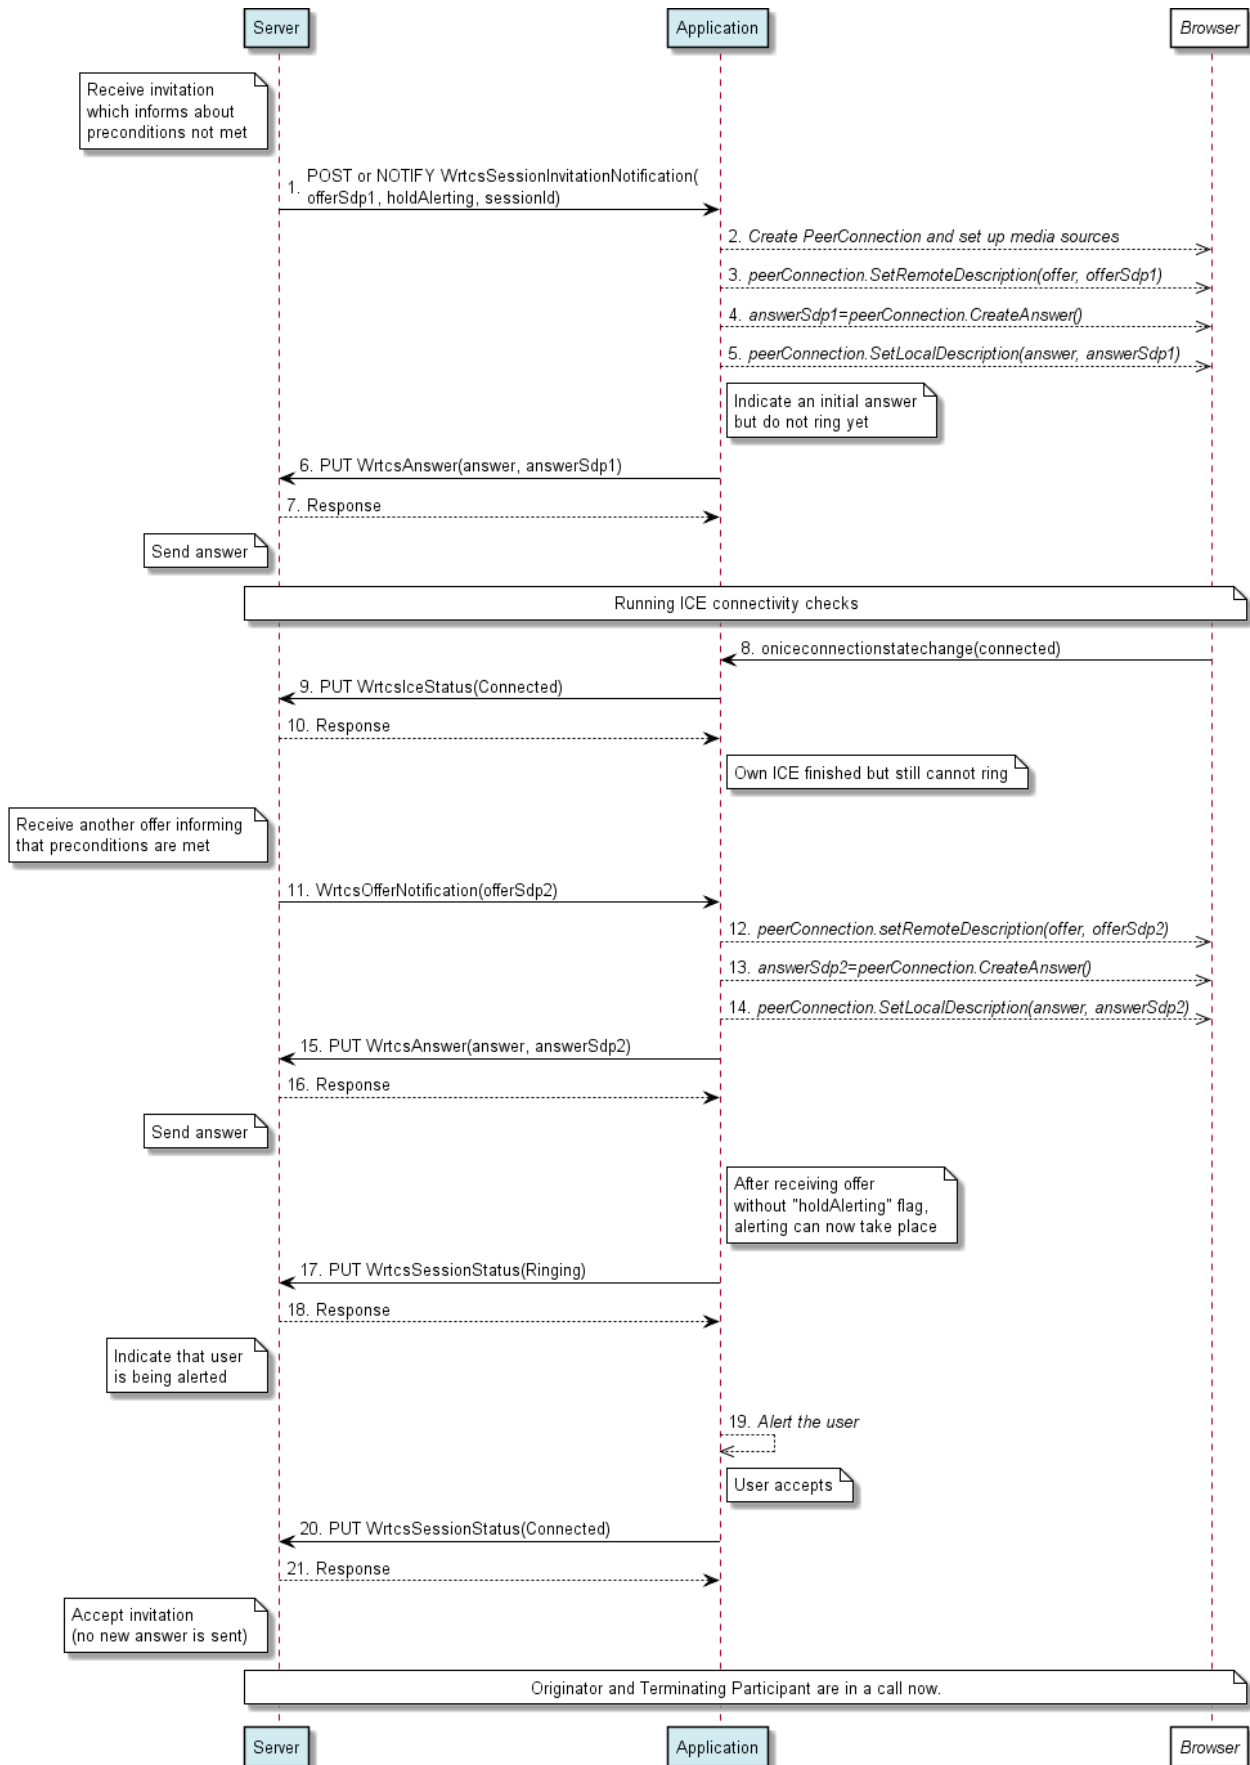 Server
Application
Browser
Receive invitation
which informs about
preconditions not met
1. POST or NOTIFY WrtcsSessionInvitationNotification(
offerSdp1, holdAlerting, sessionId)
2. Create PeerConnection and set up media sources
3. peerConnection.SetRemoteDescription(offer, offerSdp1)
4. answerSdp1=peerConnection.CreateAnswer()
5. peerConnection.SetLocalDescription(answer, answerSdp1)
Indicate an initial answer
but do not ring yet
6. PUT WrtcsAnswer(answer, answerSdp1)
7. Response
Send answer
Running ICE connectivity checks
8. oniceconnectionstatechange(connected)
9. PUT WrtcsIceStatus(Connected)
10. Response
Own ICE finished but still cannot ring
Receive another offer informing
that preconditions are met
11. WrtcsOfferNotification(offerSdp2)
12. peerConnection.setRemoteDescription(offer, offerSdp2)
13. answerSdp2=peerConnection.CreateAnswer()
14. peerConnection.SetLocalDescription(answer, answerSdp2)
15. PUT WrtcsAnswer(answer, answerSdp2)
16. Response
Send answer
After receiving offer
without "holdAlerting" flag,
alerting can now take place
17. PUT WrtcsSessionStatus(Ringing)
18. Response
Indicate that user
is being alerted
19. Alert the user
User accepts
20. PUT WrtcsSessionStatus(Connected)
21. Response
Accept invitation
(no new answer is sent)
Originator and Terminating Participant are in a call now.
Server
Application
Browser